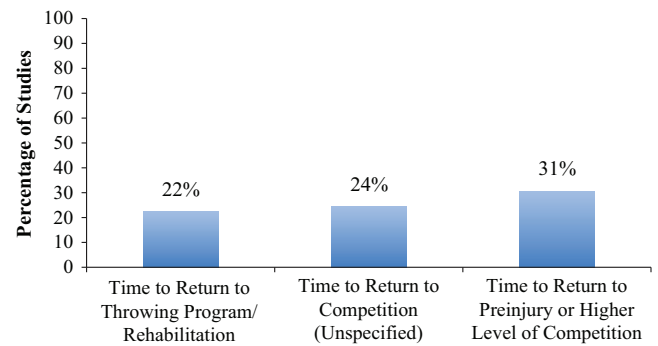 100
90
80
70
60
50
40
30
20
10
0
Percentage of Studies
22%
24%
31%
Time to Return to
Throwing Program/
Rehabilitation
Time to Return to
Competition
(Unspecified)
Time to Return to
Preinjury or Higher
Level of Competition